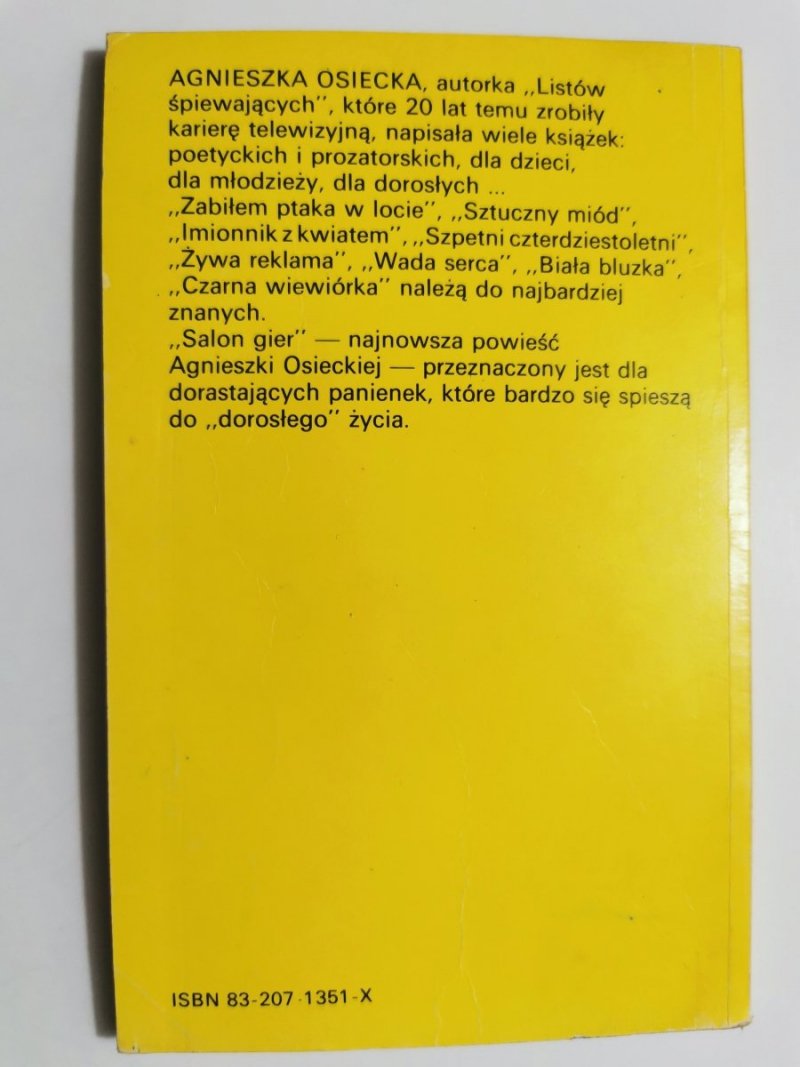 AGNIESZKA OSIECKA, autorka „Listów
śpiewających”, które 20 lat temu zrobiły
karierę telewizyjną, napisała wiele książek:
poetyckich i prozatorskich, dla dzieci,
dla młodzieży, dla dorosłych ...
„Zabiłem ptaka w locie”, „Sztuczny miód”,
„Imionnik z kwiatem”, „Szpetni czterdziestoletni”,
„Żywa reklama”, „Wada serca”, „Biała bluzka”,
„Czarna wiewiórka” należą do najbardziej
znanych.
„Salon gier” — najnowsza powieść
Agnieszki Osieckiej — przeznaczony jest dla
dorastających panienek, które bardzo się spieszą
do „dorosłego” życia.
ISBN 83-207-1351-X